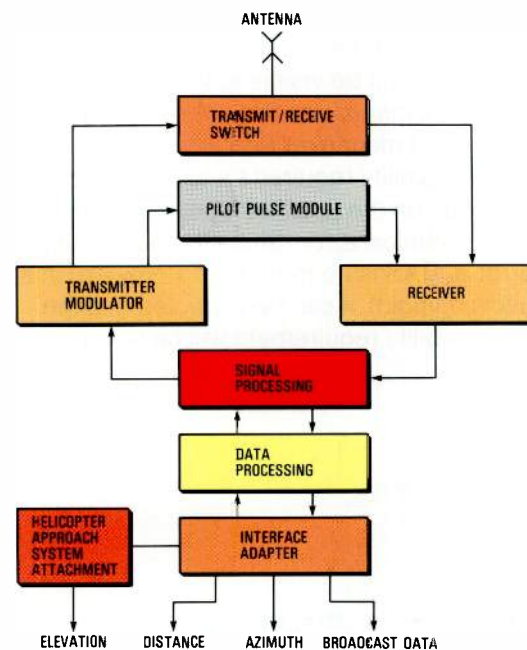 ANTENNA
TRANSMIT/RECEIVE
SWITCH
PILOT PULSE MODULE
TRANSMITTER
MODULATOR
RECEIVER
SIGNAL
PROCESSING
DATA
PROCESSING
HELICOPTER
APPROACH
SYSTEM
ATTACHMENT
INTERFACE
ADAPTER
ELEVATION
DISTANCE
AZIMUTH
BROADCAST DATA